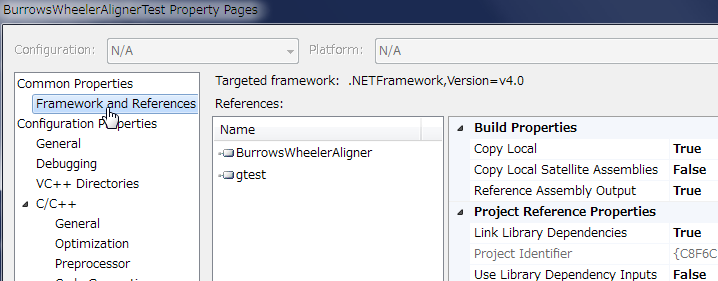 BurrowsWheelerAlignerTest Property Pages
Configuration: N/A Platform: N/A
Common Properties
Framework and References
Configuration Properties
General
Debugging
VC++ Directories
C/C++
General
Optimization
Preprocessor
Targeted framework: .NETFramework,Version=v4.0
References:
Name
BurrowsWheelerAligner
gtest
Build Properties
Copy Local True
Copy Local Satellite Assemblies False
Reference Assembly Output True
Project Reference Properties
Link Library Dependencies True
Project Identifier {C8F6C
Use Library Dependency Inputs False